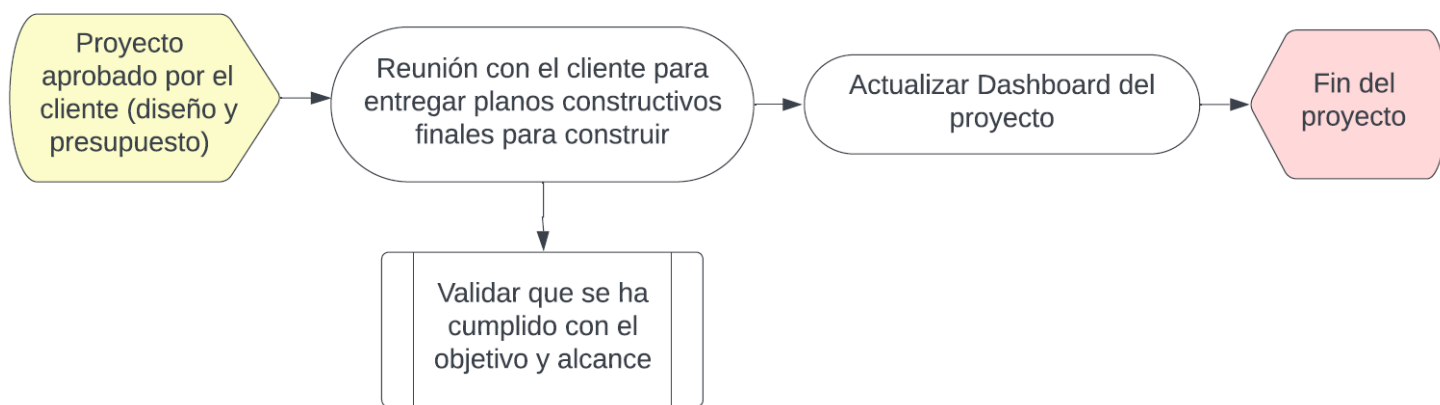 Proyecto
aprobado por el
cliente (diseño y
presupuesto)
Reunión con el cliente para
entregar planos constructivos
finales para construir
Actualizar Dashboard del
proyecto
Fin del
proyecto
Validar que se ha
cumplido con el
objetivo y alcance